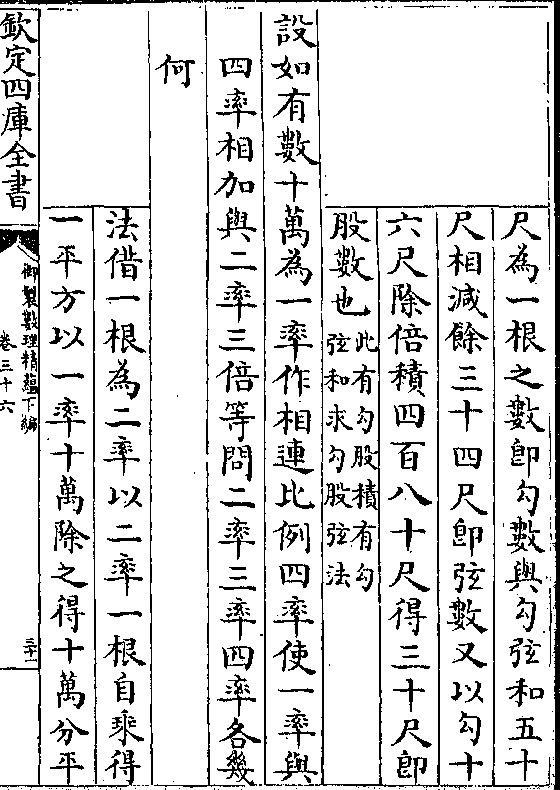 尺為一根之數卽勾數與勾弦和五十
尺相減餘三十四尺卽弦數又以勾十
六尺除倍積四百八十尺得三十尺卽
股數也此有勾股積有勾
弦和求勾股弦法
設如有數十萬為一率作相連比例四率使一率與
四率相加與二率三倍等問二率三率四率各幾
何
法借一根為二率以二率一根自乘得
一平方以一率十萬除之得十萬分平
欽定四庫全書
御製數理精蘊下編
卷三十六
三十一